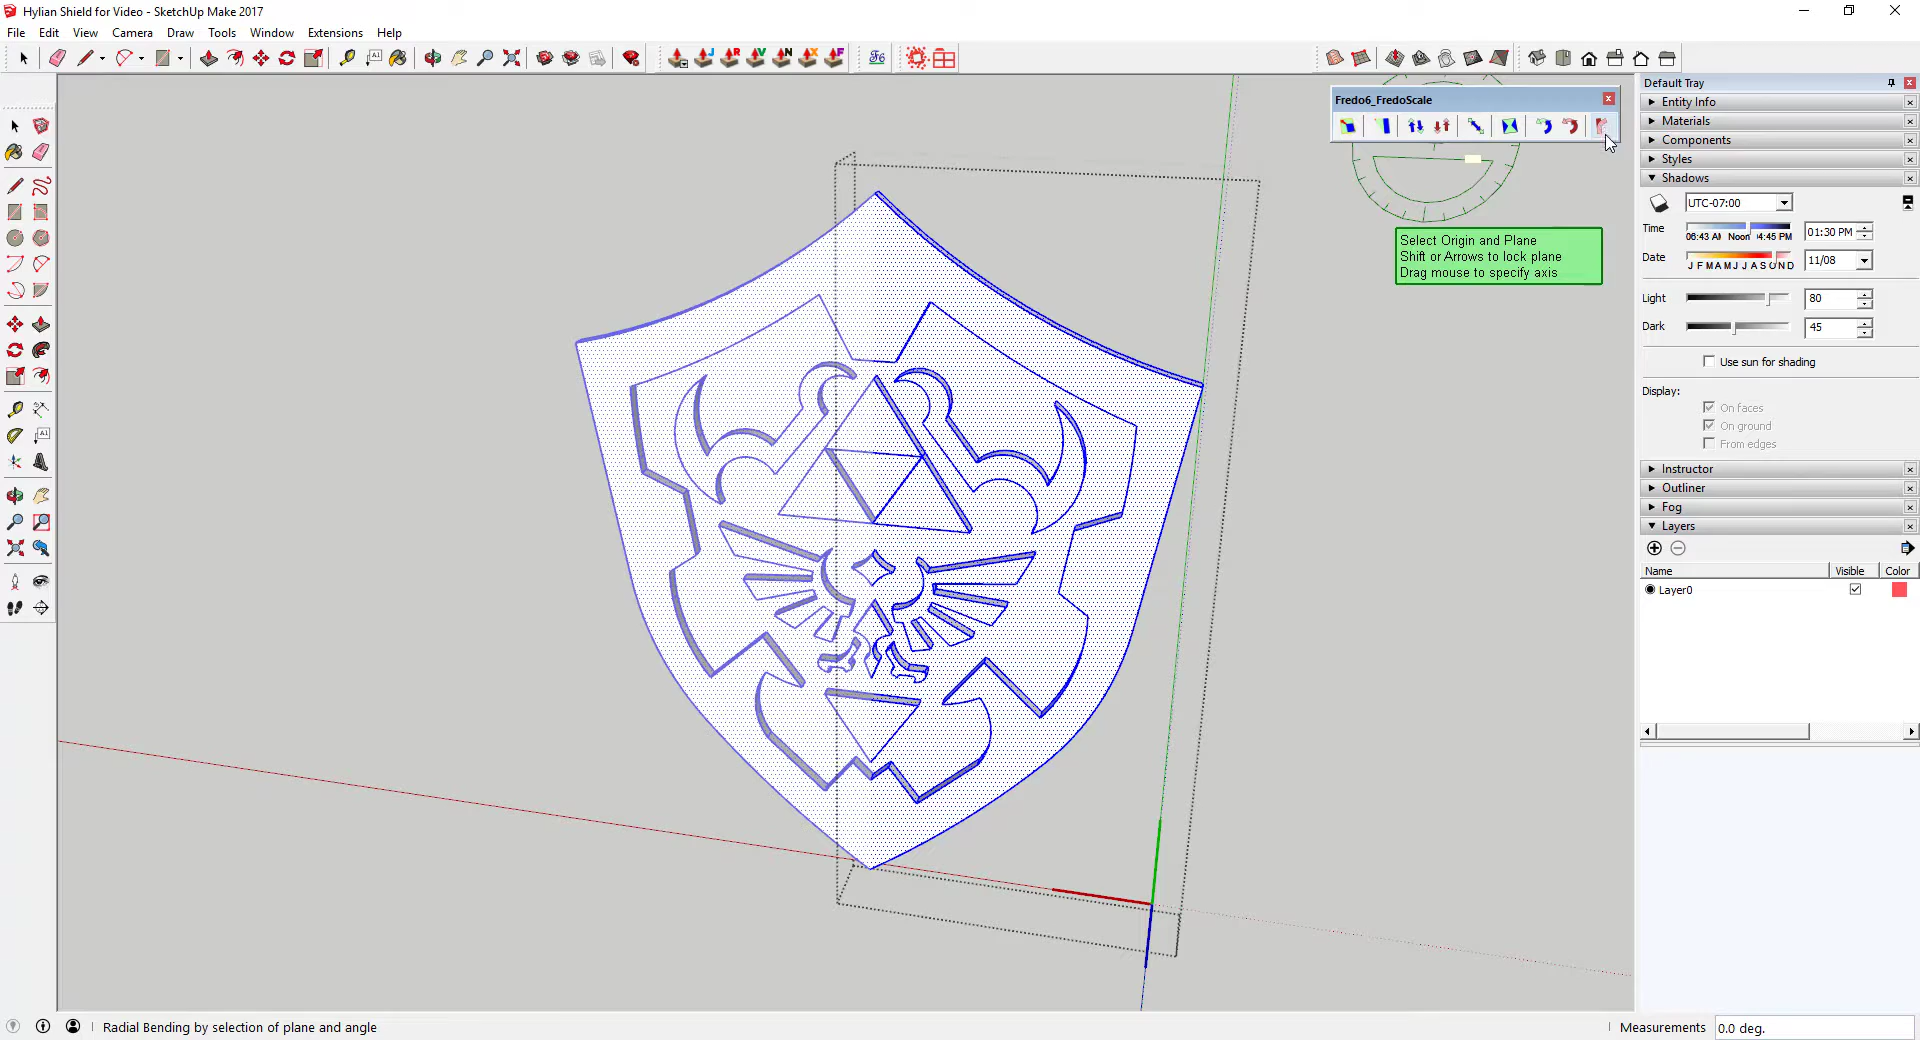 Hylian Shield for Video - SketchUp Make 2017
File Edit View Camera Draw Tools Window Extensions Help
J R V N X F
Fredo6_FredoScale
Select Origin and Plane
Shift or Arrows to lock plane
Drag mouse to specify axis
Default Tray
Entity Info
Materials
Components
Styles
Shadows
UTC-07:00
Time
06:43 AM Noon 4:45 PM
01:30 PM
Date
J F M A M J J A S O N D
11/08
Light
80
Dark
45
Use sun for shading
Display:
On faces
On ground
From edges
Instructor
Outliner
Fog
Layers
Name Visible Color
Layer0
Radial Bending by selection of plane and angle
Measurements 0.0 deg.